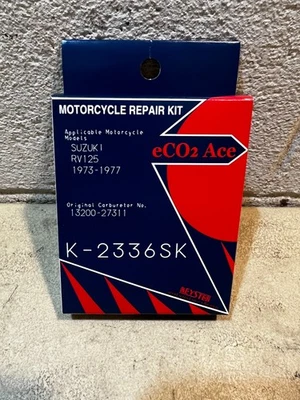 MOTORCYCLE REPAIR KIT
Applicable Motorcycle
Models
SUZUKI
RV125
1973-1977
eCO2 Ace
Original Carburetor No.
13200-27311
K-2336SK
KEYSTER